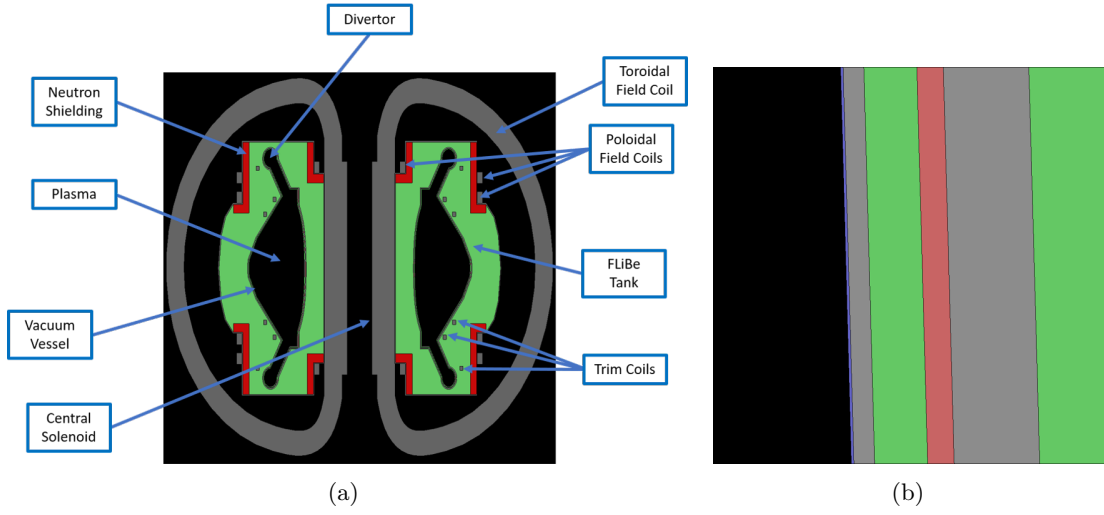 Divertor
Neutron
Shielding
Toroidal
Field Coil
Poloidal
Field Coils
Plasma
FLiBe
Tank
Vacuum
Vessel
Trim Coils
Central
Solenoid
(a)
(b)